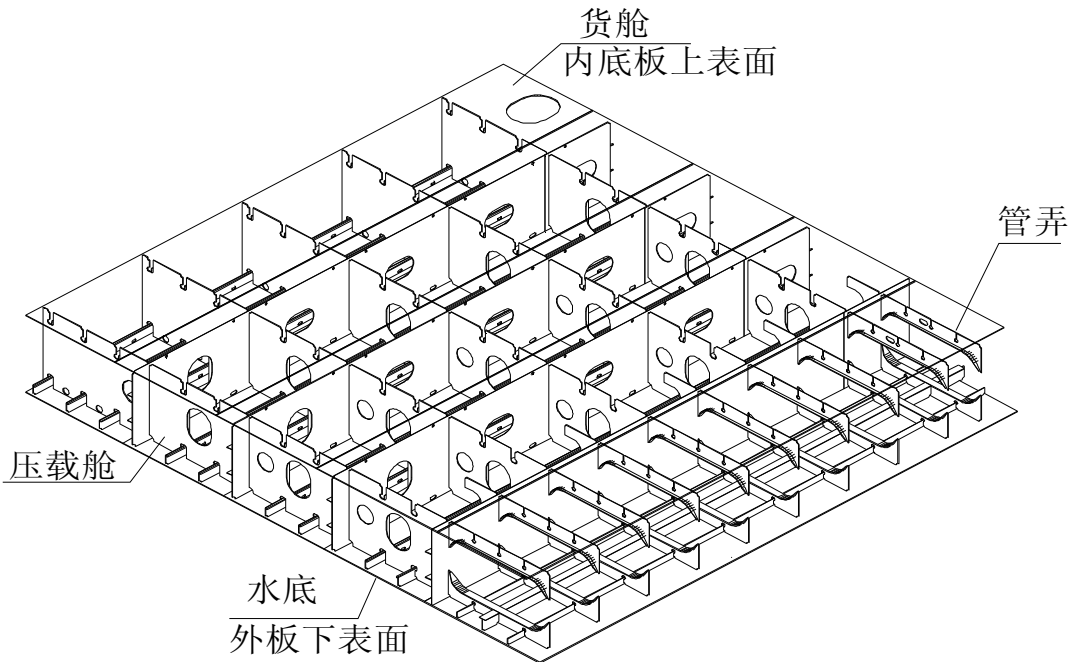 货舱
内底板上表面
管弄
压载舱
水底
外板下表面